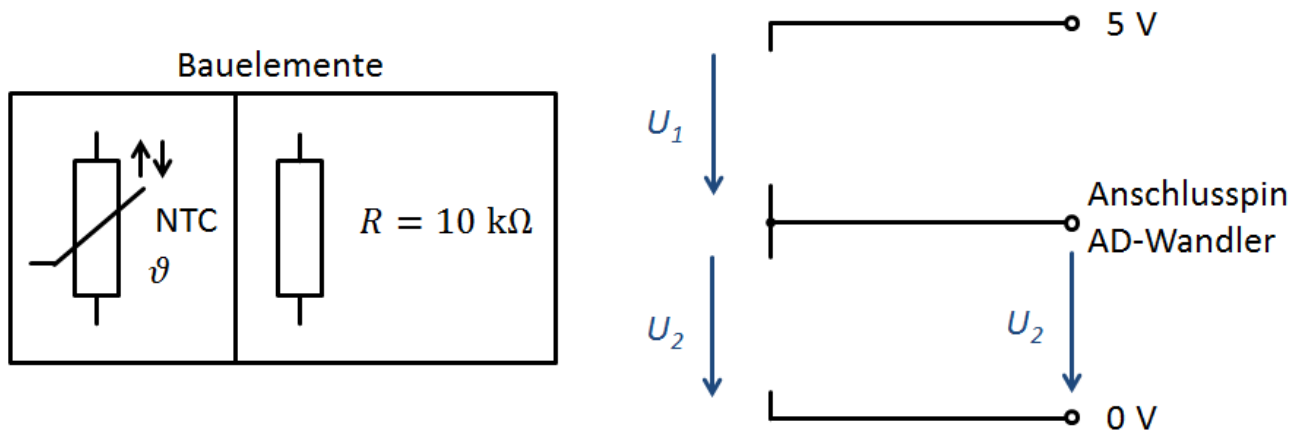 Bauelemente
NTC
ϑ
R = 10 kΩ
U₁
U₂
5 V
Anschlusspin
AD-Wandler
U₂
0 V